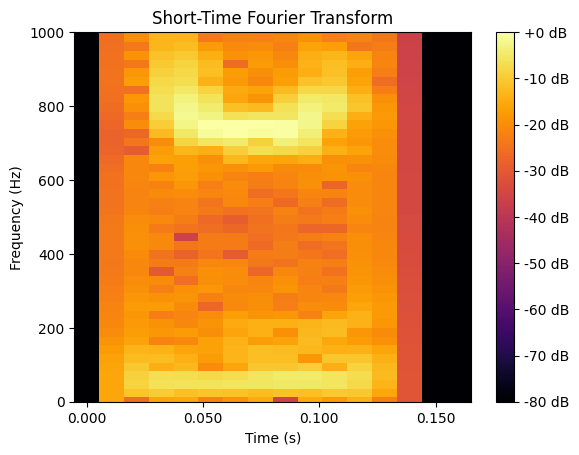 Short-Time Fourier Transform
1000
800
600
400
200
0
Frequency (Hz)
0.000
0.050
0.100
0.150
Time (s)
+0 dB
-10 dB
-20 dB
-30 dB
-40 dB
-50 dB
-60 dB
-70 dB
-80 dB